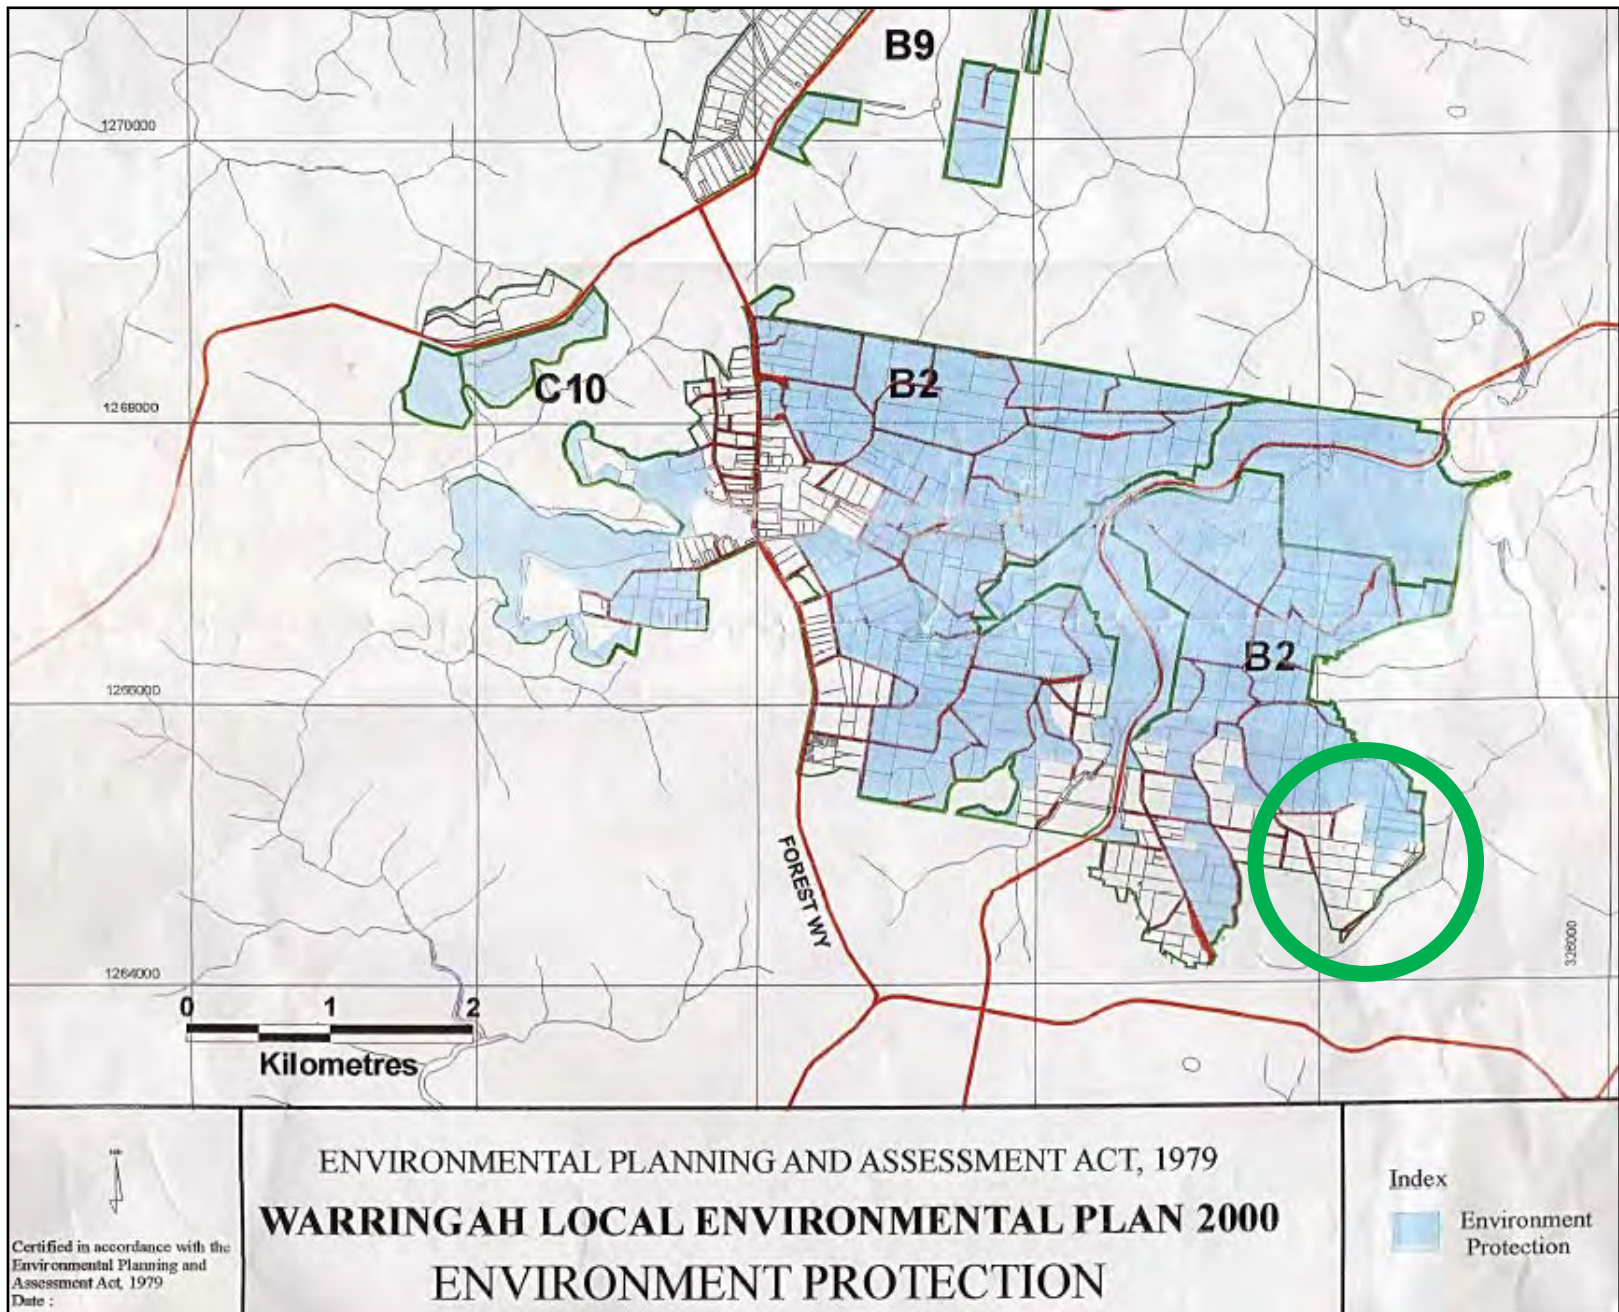 B9
1270000
C10
B2
1268000
B2
1266000
FOREST WY
328000
1264000
0 1 2
Kilometres
ENVIRONMENTAL PLANNING AND ASSESSMENT ACT, 1979
WARRINGAH LOCAL ENVIRONMENTAL PLAN 2000
ENVIRONMENT PROTECTION
Certified in accordance with the
Environmental Planning and
Assessment Act, 1979
Date :
Index
Environment
Protection